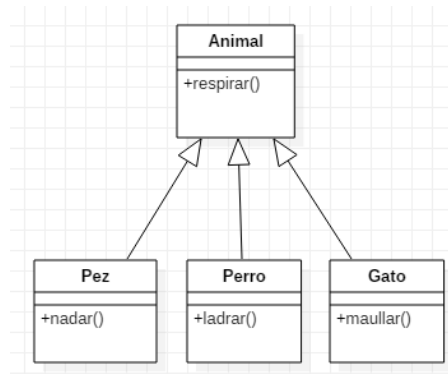 Animal
+respirar()
Pez
+nadar()
Perro
+ladrar()
Gato
+maullar()